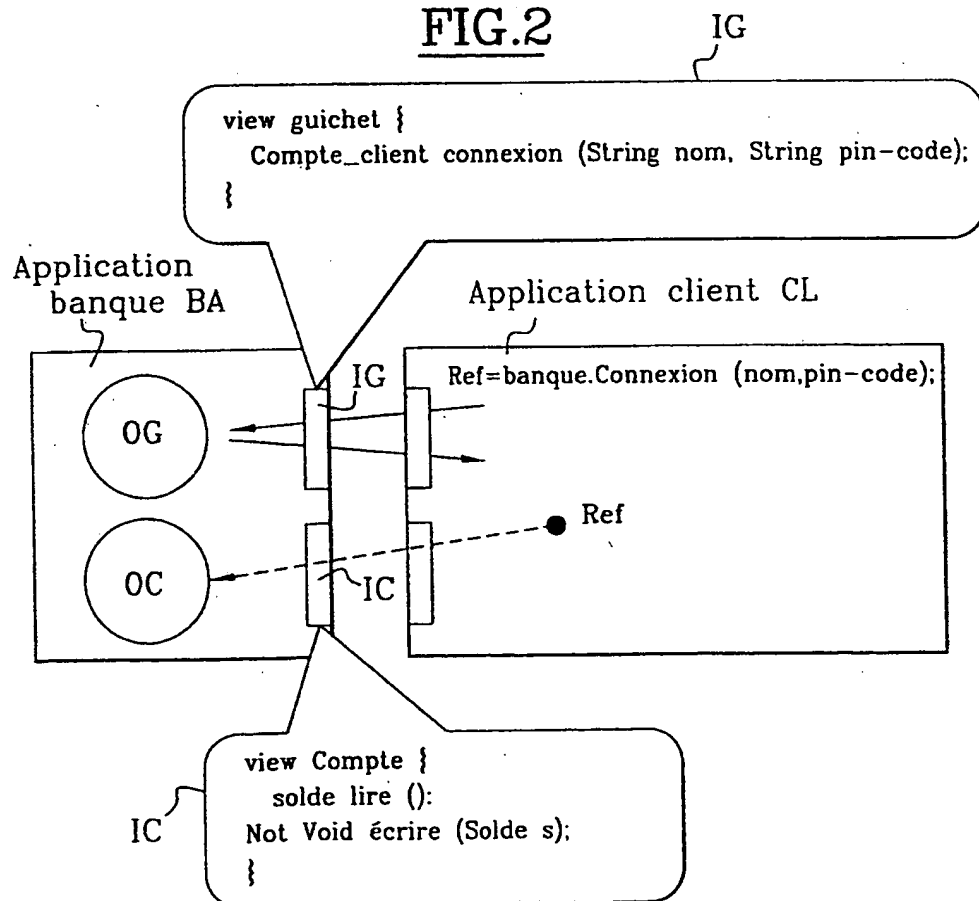 FIG.2
IG
view guichet {
Compte_client connexion (String nom, String pin-code);
}
Application
banque BA
Application client CL
IG
Ref=banque.Connexion (nom,pin-code);
OG
Ref
OC
IC
view Compte {
solde lire ():
Not Void écrire (Solde s);
}
IC